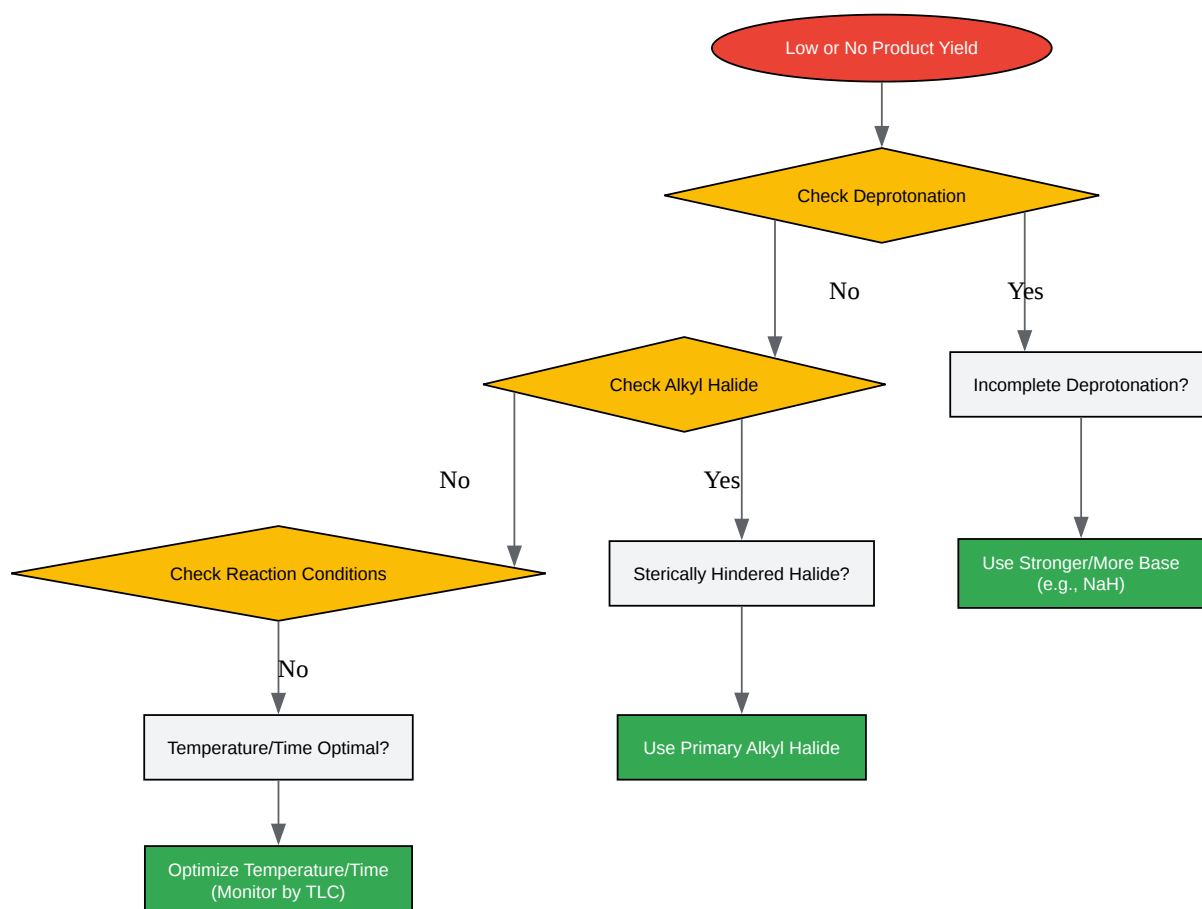 Low or No Product Yield
Check Deprotonation
No
Yes
Check Alkyl Halide
Incomplete Deprotonation?
No
Yes
Check Reaction Conditions
Sterically Hindered Halide?
Use Stronger/More Base
(e.g., NaH)
No
Temperature/Time Optimal?
Use Primary Alkyl Halide
Optimize Temperature/Time
(Monitor by TLC)